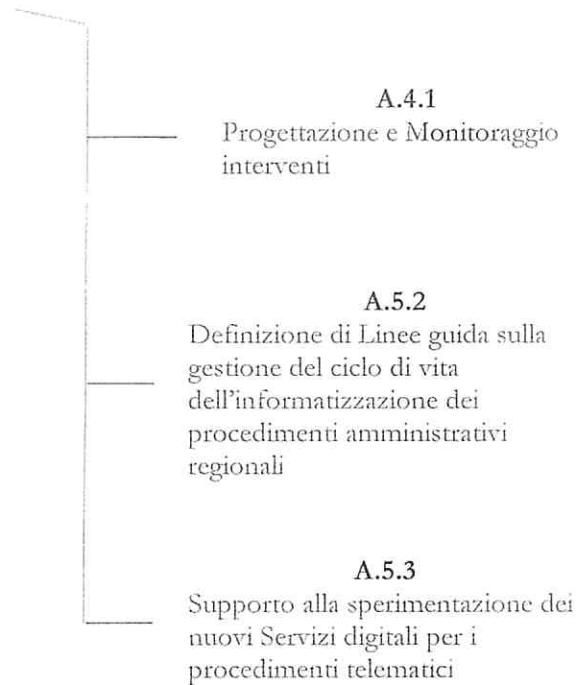 A.4.1
Progettazione e Monitoraggio
interventi
A.5.2
Definizione di Linee guida sulla
gestione del ciclo di vita
dell'informatizzazione dei
procedimenti amministrativi
regionali
A.5.3
Supporto alla sperimentazione dei
nuovi Servizi digitali per i
procedimenti telematici